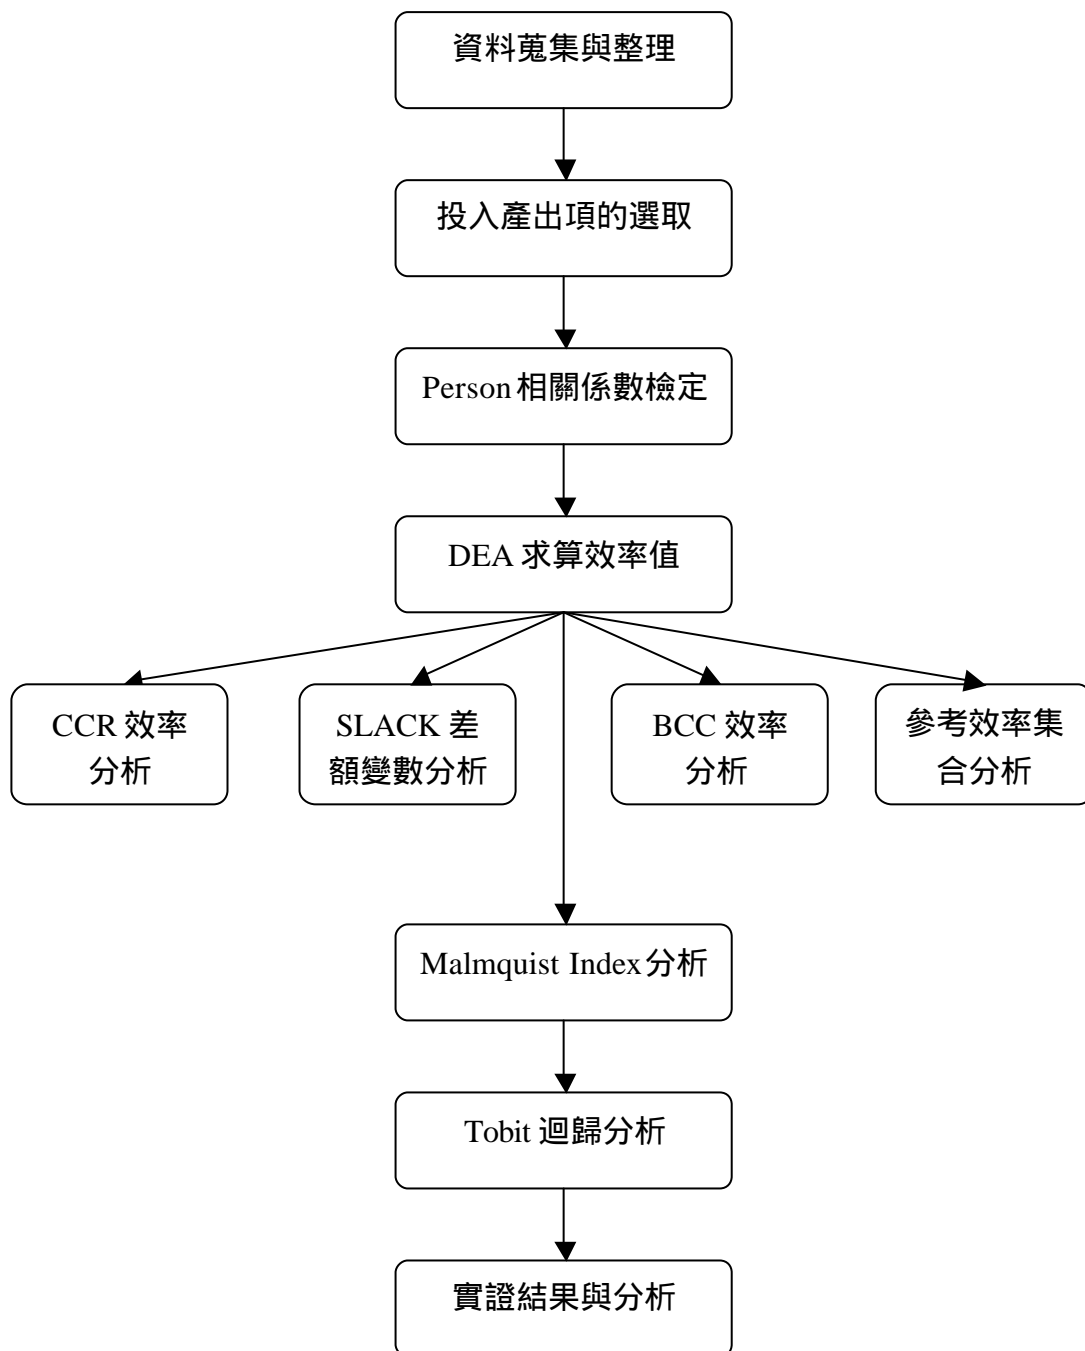 資料蒐集與整理
投入產出項的選取
Person 相關係數檢定
DEA 求算效率值
CCR 效率
分析
SLACK 差
額變數分析
BCC 效率
分析
參考效率集
合分析
Malmquist Index 分析
Tobit 迴歸分析
實證結果與分析